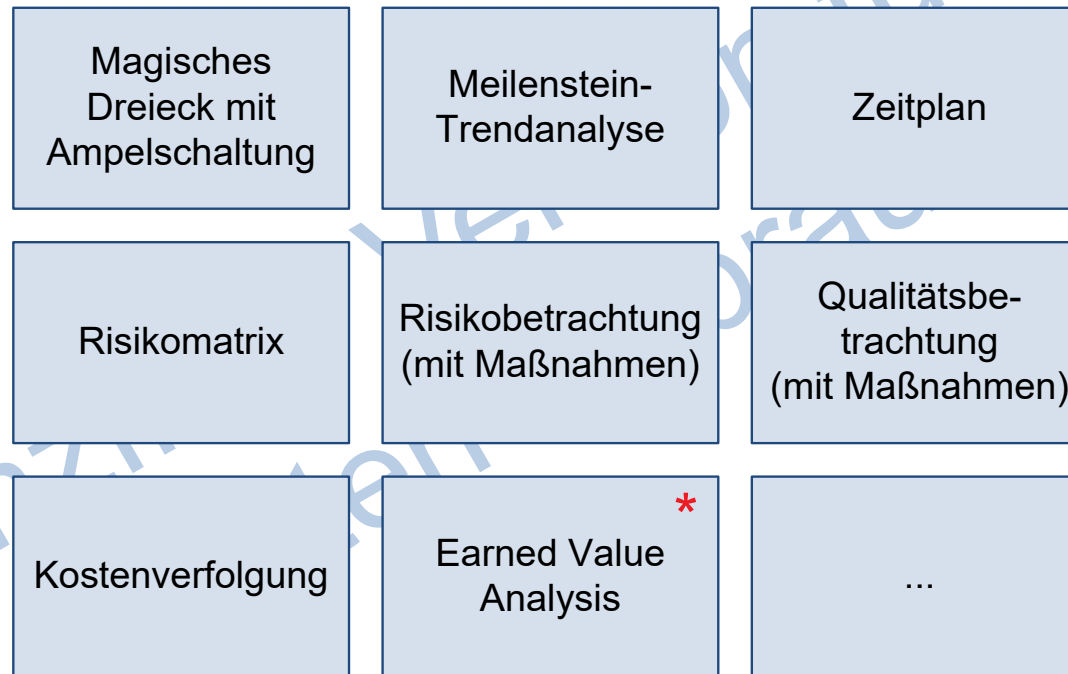 Magisches
Dreieck mit
Ampelschaltung
Meilenstein-
Trendanalyse
Zeitplan
Risikomatrix
Risikobetrachtung
(mit Maßnahmen)
Qualitätsbe-
trachtung
(mit Maßnahmen)
Kostenverfolgung
*
Earned Value
Analysis
...